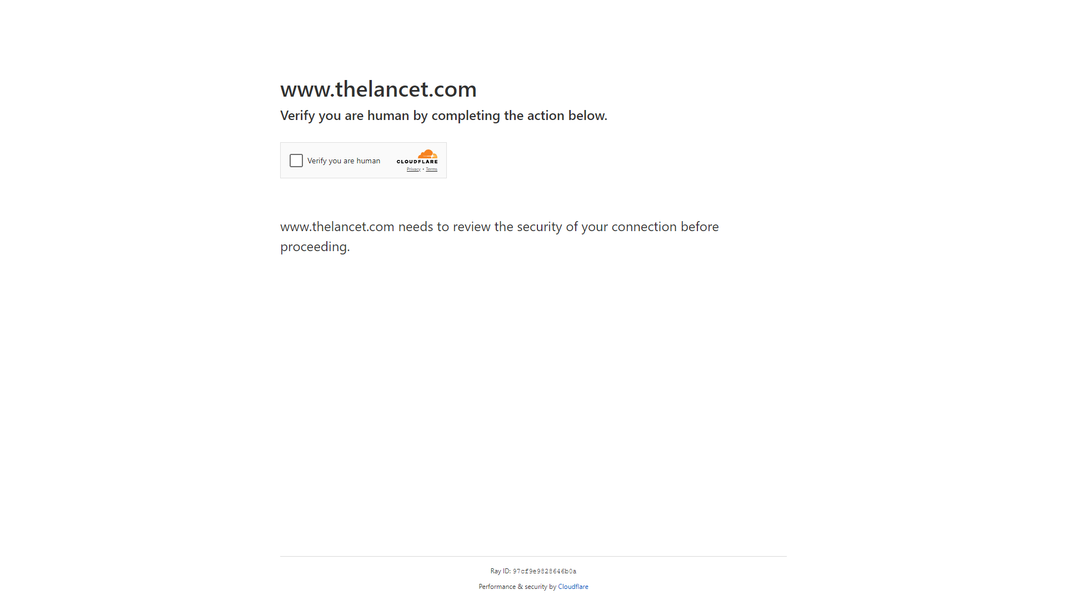 www.thelancet.com
Verify you are human by completing the action below.
Verify you are human
CLOUDFLARE
Privacy • Terms
www.thelancet.com needs to review the security of your connection before
proceeding.
Ray ID: 97cf9e9823646b0a
Performance & security by Cloudflare